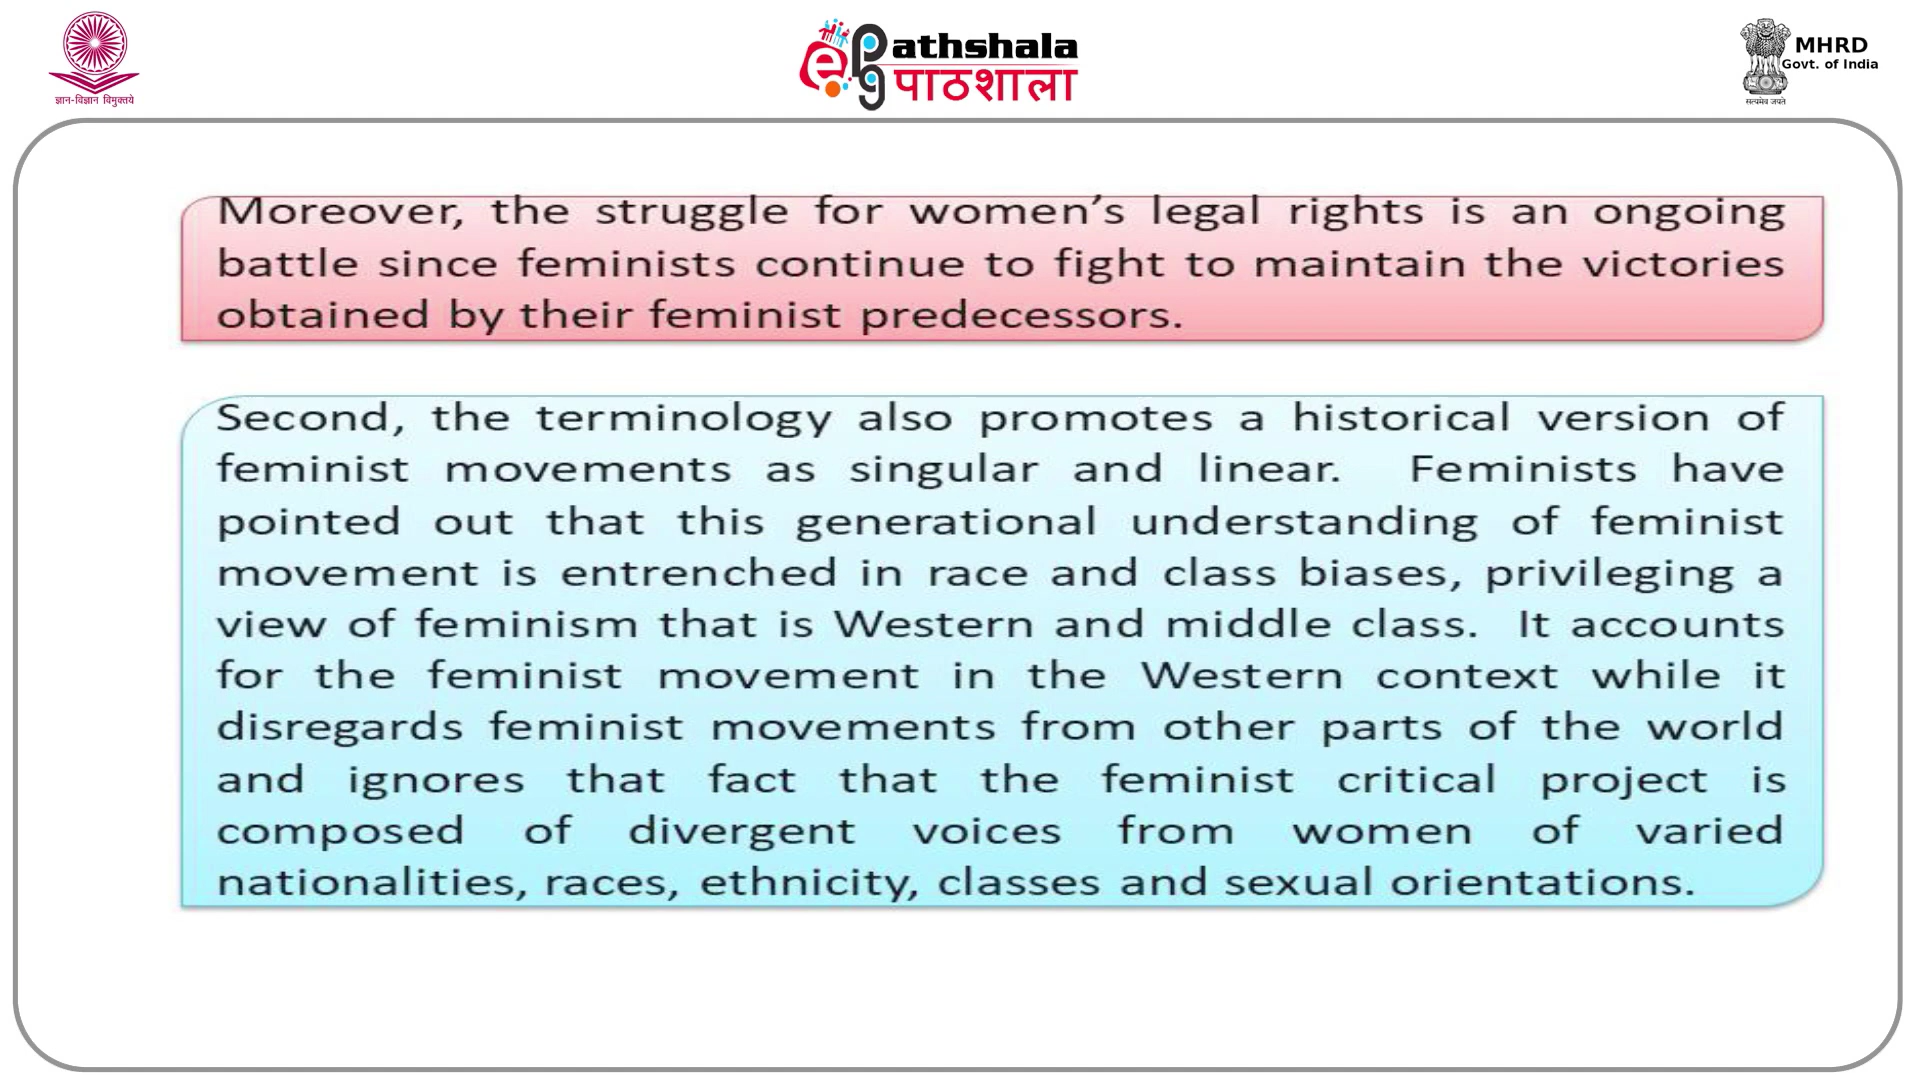 ज्ञान-विज्ञान विमुक्तये
e
pg
athshala
पाठशाला
MHRD
Govt. of India
सत्यमेव जयते
Moreover, the struggle for women’s legal rights is an ongoing
battle since feminists continue to fight to maintain the victories
obtained by their feminist predecessors.
Second, the terminology also promotes a historical version of
feminist movements as singular and linear. Feminists have
pointed out that this generational understanding of feminist
movement is entrenched in race and class biases, privileging a
view of feminism that is Western and middle class. It accounts
for the feminist movement in the Western context while it
disregards feminist movements from other parts of the world
and ignores that fact that the feminist critical project is
composed of divergent voices from women of varied
nationalities, races, ethnicity, classes and sexual orientations.